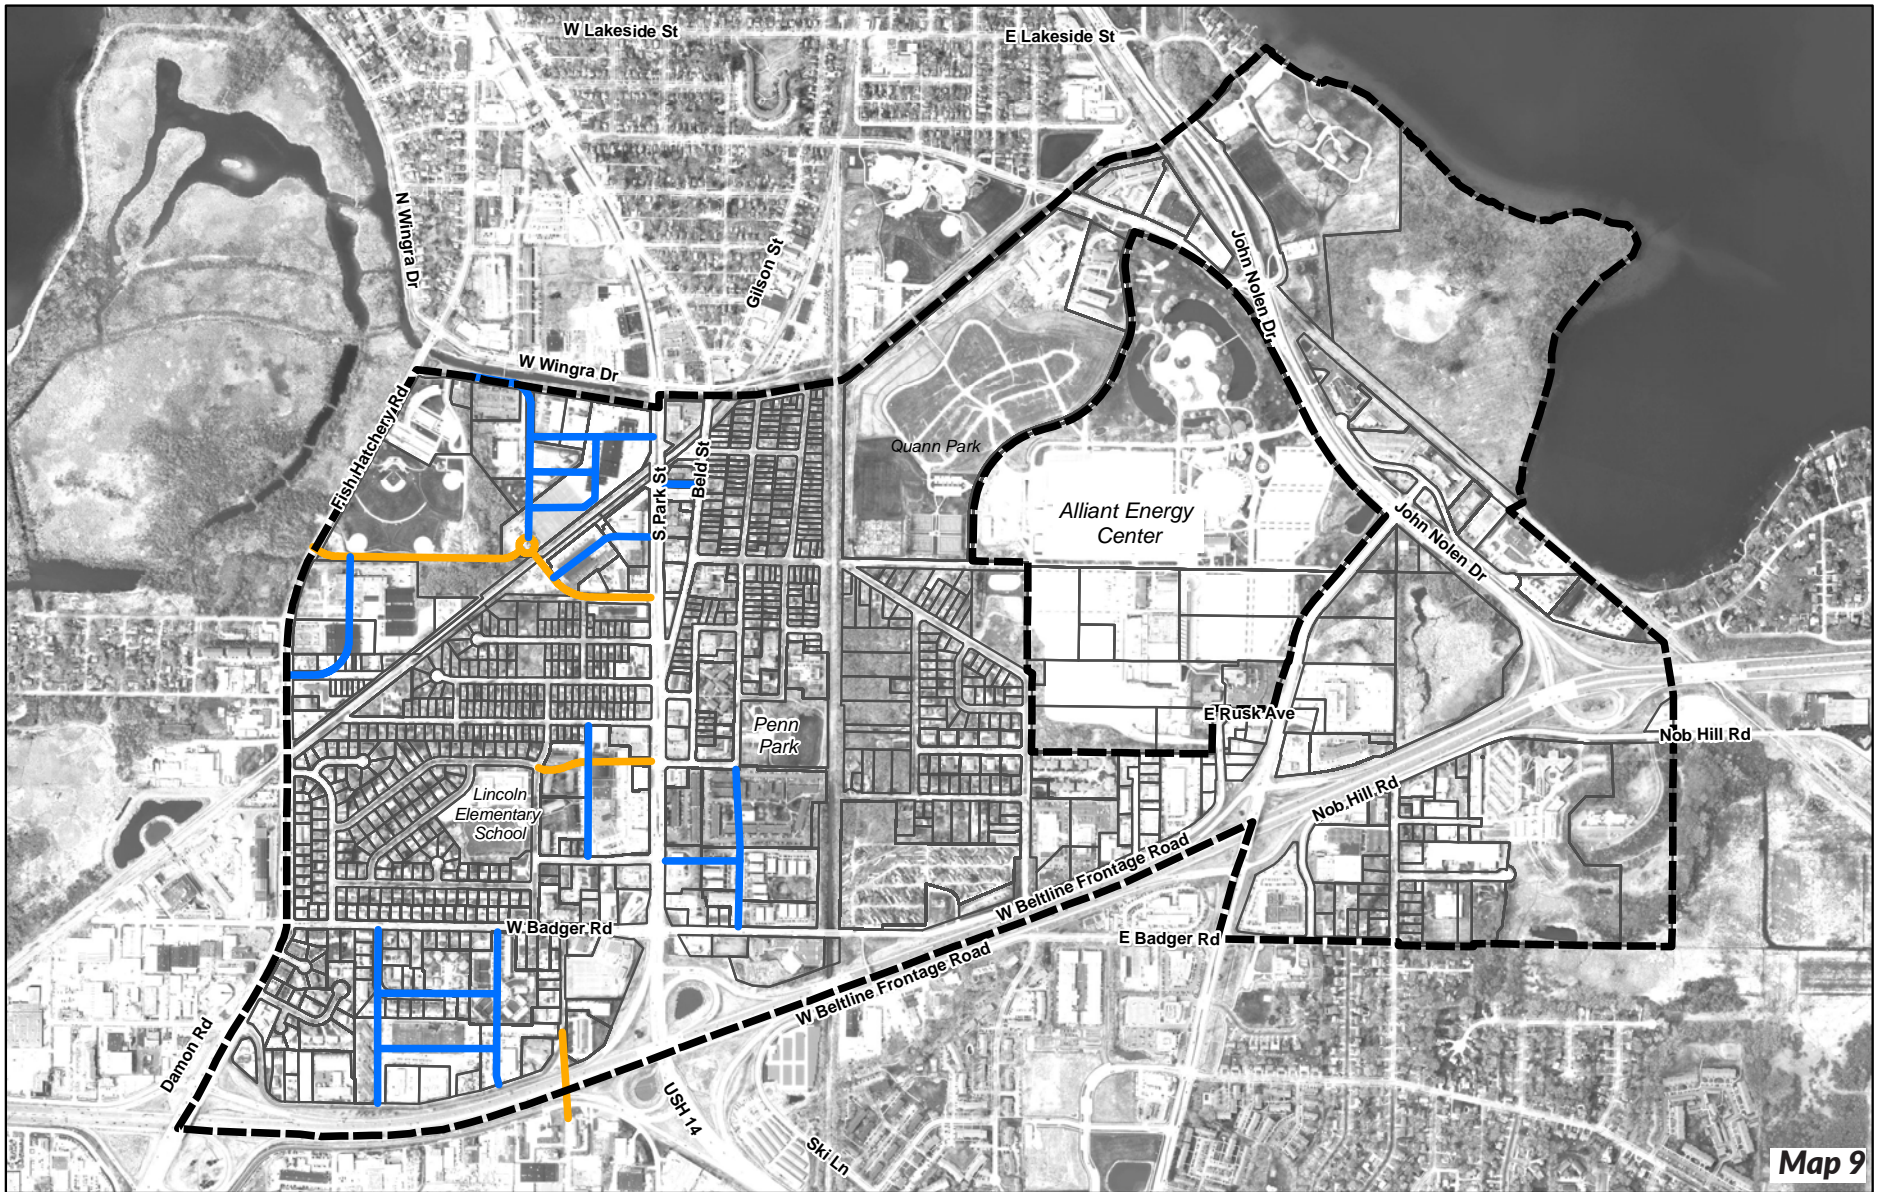 W Lakeside St
E Lakeside St
N Wingra Dr
Gilson St
John Nolen Dr
W Wingra Dr
Fish Hatchery Rd
Quann Park
S Park St
Beld St
Alliant Energy
Center
John Nolen Dr
E Rusk Ave
Penn
Park
Nob Hill Rd
Nob Hill Rd
Lincoln
Elementary
School
W Beltline Frontage Road
W Badger Rd
E Badger Rd
W Beltline Frontage Road
Damon Rd
USH 14
Ski Ln
Map 9